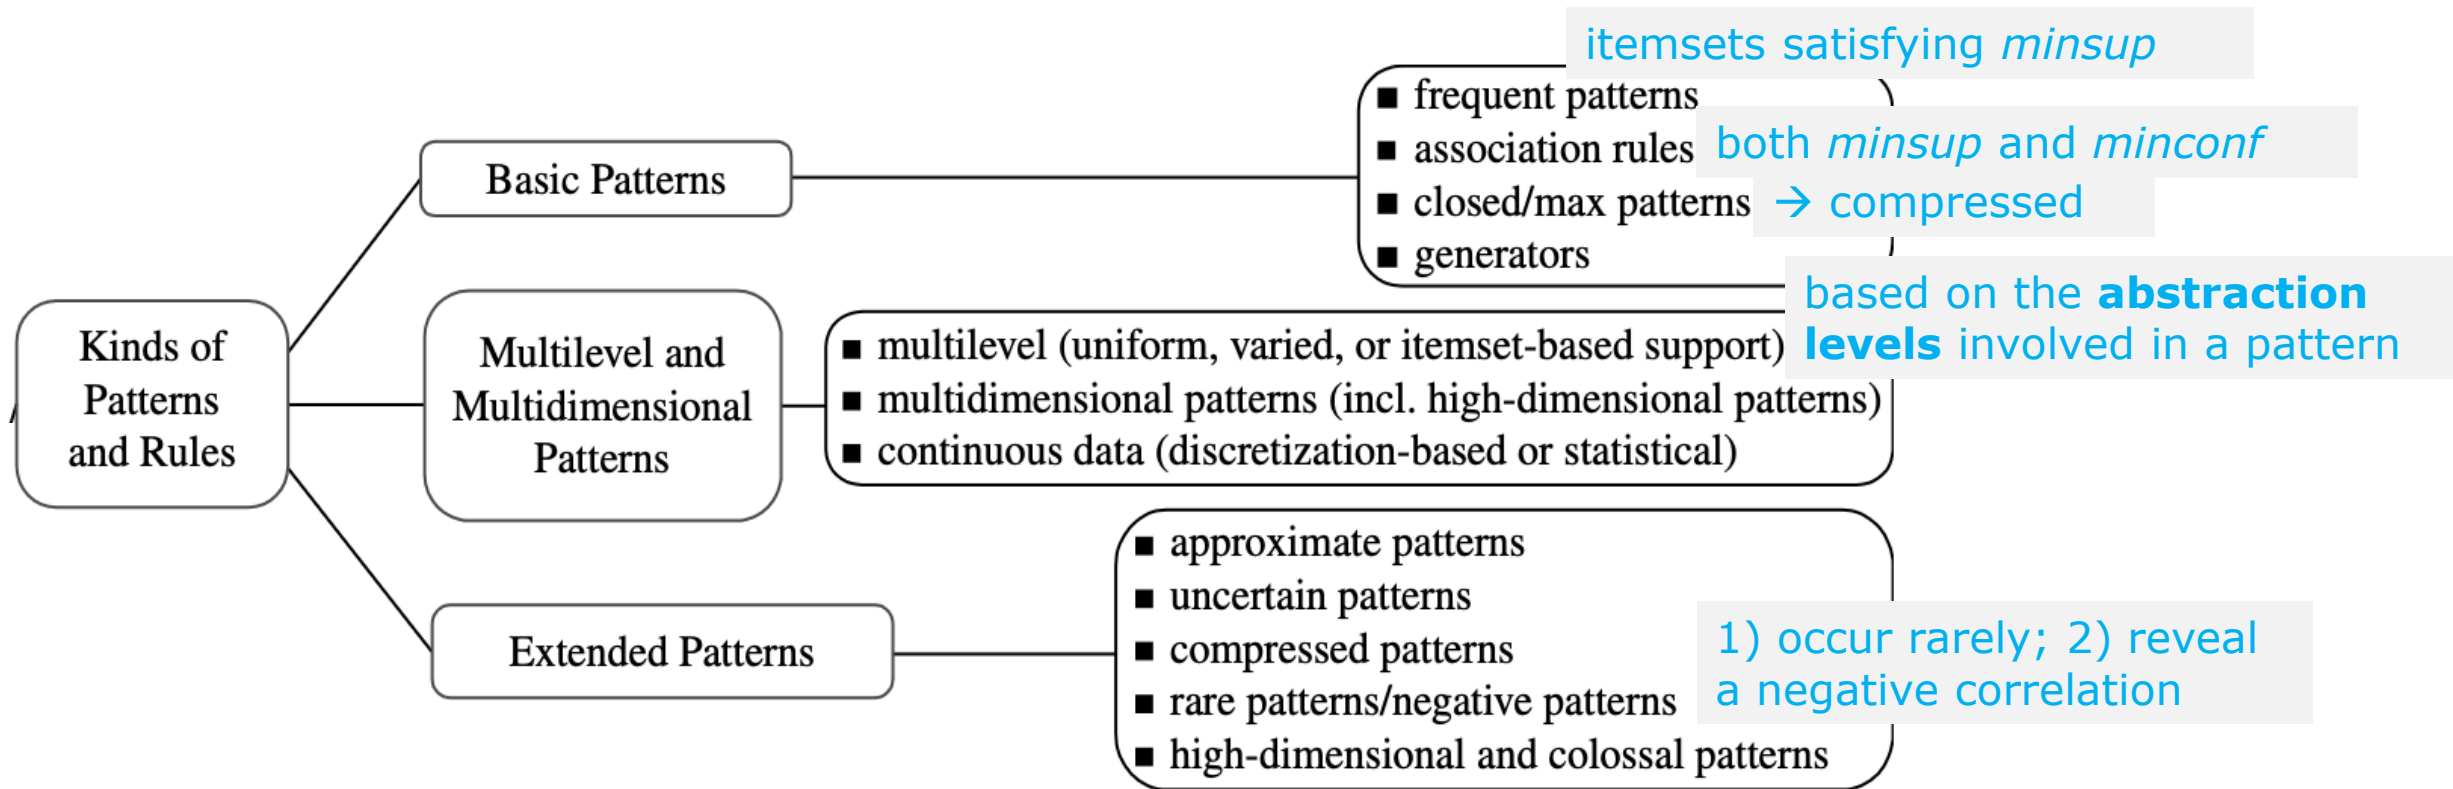 itemsets satisfying minsup
■ frequent patterns
■ association rules
both minsup and minconf
■ closed/max patterns
→ compressed
■ generators
Basic Patterns
based on the abstraction
levels involved in a pattern
Kinds of
Patterns
and Rules
Multilevel and
Multidimensional
Patterns
■ multilevel (uniform, varied, or itemset-based support)
■ multidimensional patterns (incl. high-dimensional patterns)
■ continuous data (discretization-based or statistical)
Extended Patterns
■ approximate patterns
■ uncertain patterns
■ compressed patterns
■ rare patterns/negative patterns
■ high-dimensional and colossal patterns
1) occur rarely; 2) reveal
a negative correlation